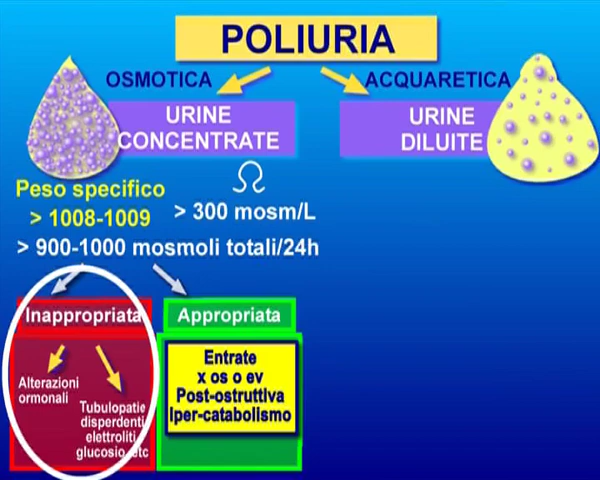 POLIURIA
OSMOTICA
ACQUARETICA
URINE
CONCENTRATE
URINE
DILUITE
Ω
Peso specifico
> 1008-1009
> 300 mosm/L
> 900-1000 mosmoli totali/24h
Inappropriata
Appropriata
Alterazioni
ormonali
Tubulopatie
disperdenti
elettroliti,
glucosio, etc
Entrate
x os o ev
Post-ostruttiva
Iper-catabolismo